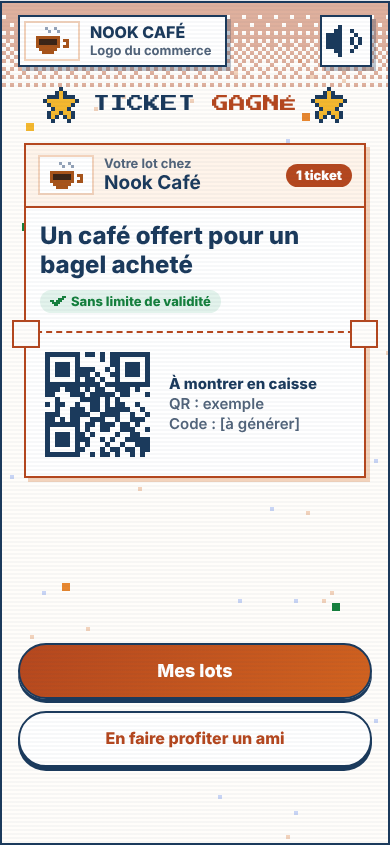 NOOK CAFÉ
Logo du commerce
TICKET GAGNÉ
Votre lot chez
Nook Café
1 ticket
Un café offert pour un
bagel acheté
Sans limite de validité
À montrer en caisse
QR : exemple
Code : [à générer]
Mes lots
En faire profiter un ami